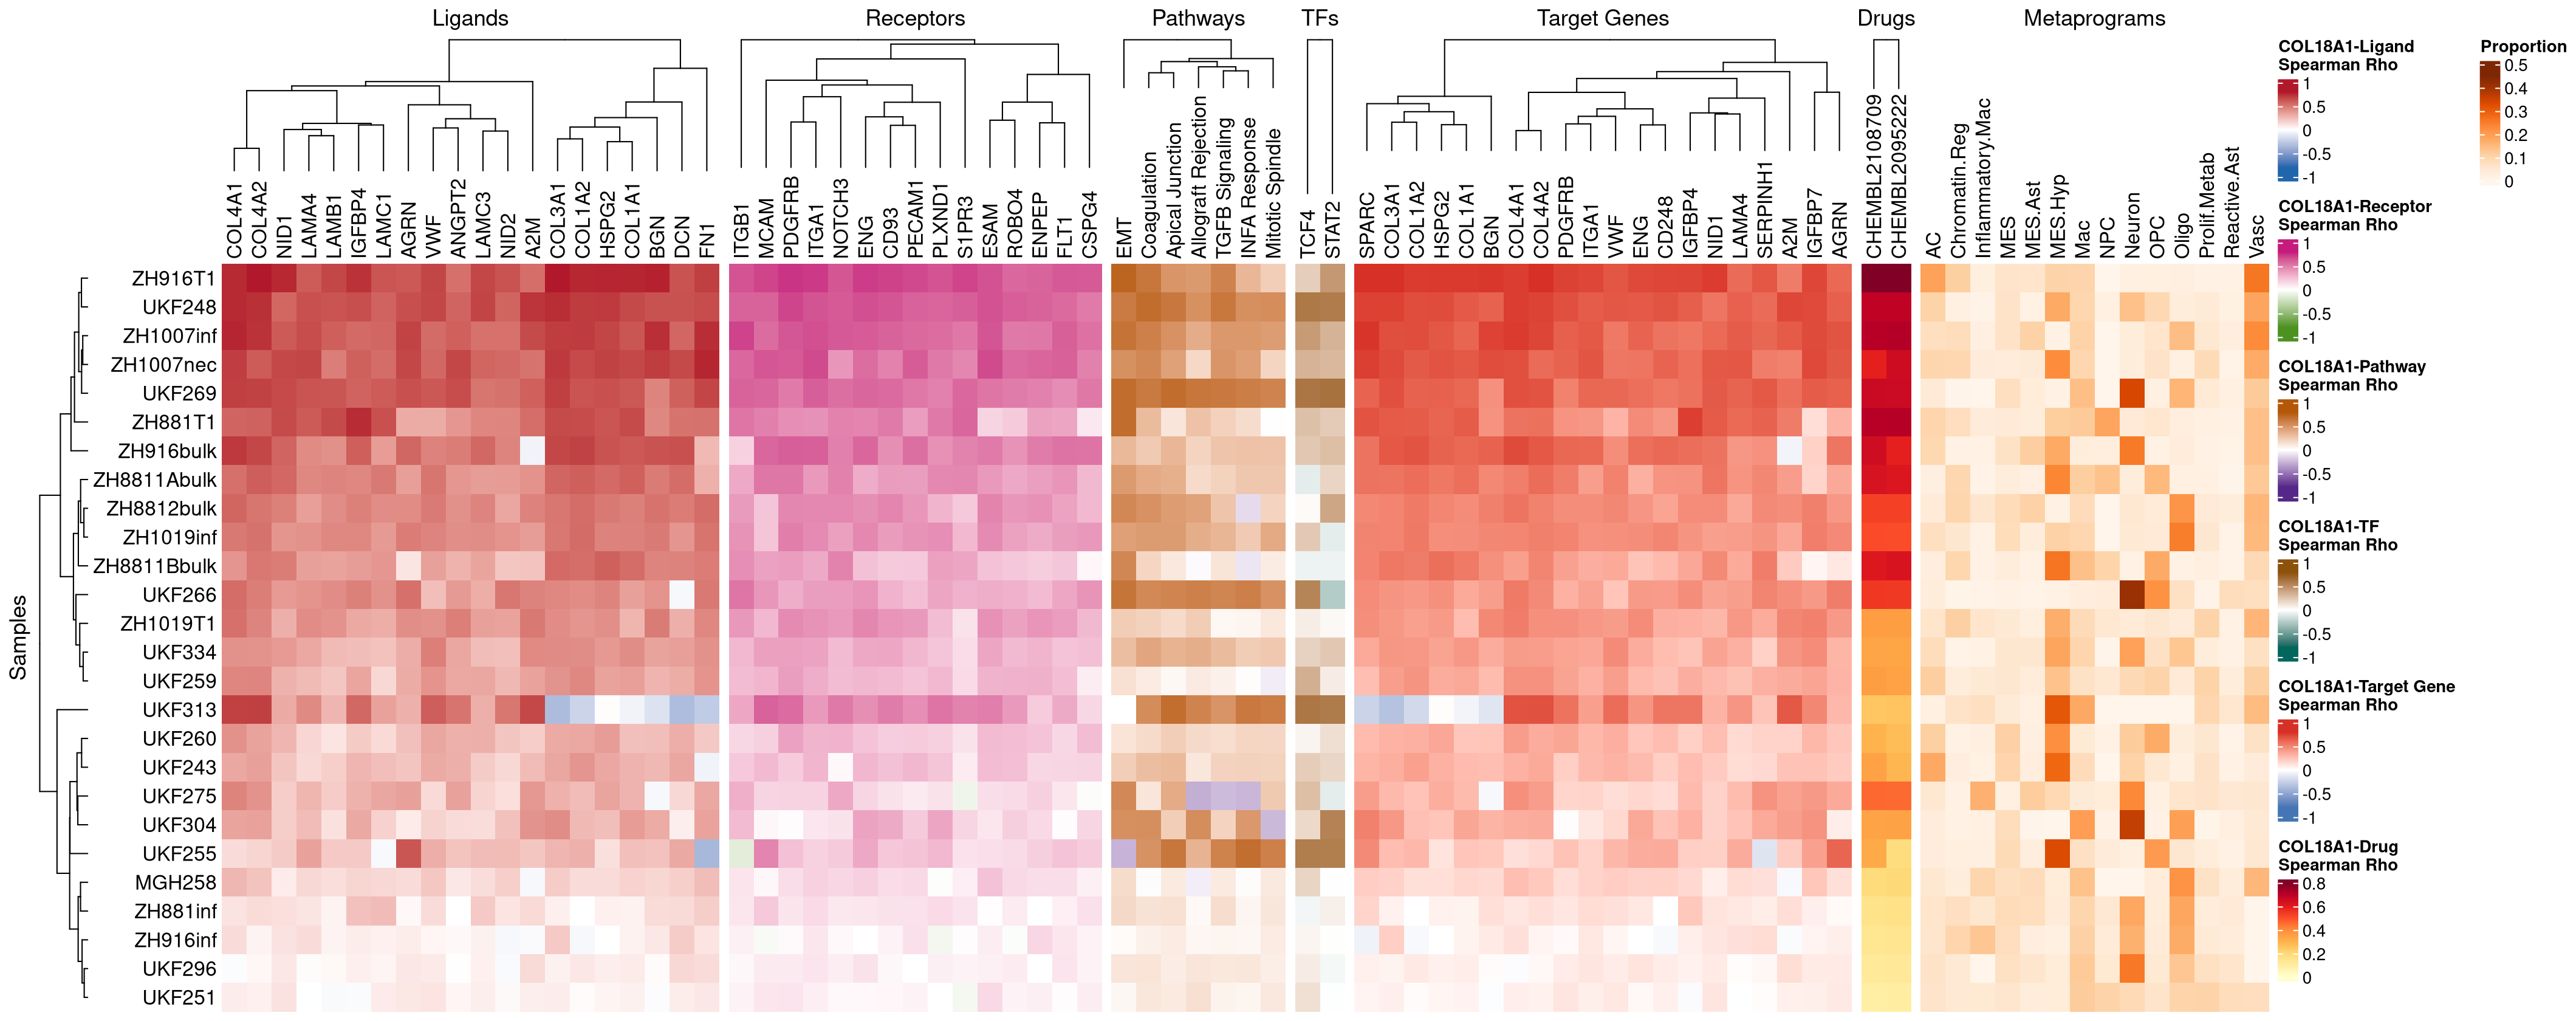 Ligands Receptors Pathways TFs Target Genes Drugs Metaprograms
COL4A1 COL4A2 NID1 LAMA4 LAMB1 IGFBP4 LAMC1 AGRN VWF ANGPT2 LAMC3 NID2 A2M COL3A1 COL1A2 HSPG2 COL1A1 BGN DCN FN1
ITGB1 MCAM PDGFRB ITGA1 NOTCH3 ENG CD93 PECAM1 PLXND1 S1PR3 ESAM ROBO4 ENPEP FLT1 CSPG4
EMT
Coagulation
Apical Junction
Allograft Rejection
TGFB Signaling
INFA Response
Mitotic Spindle
TCF4 STAT2
SPARC COL3A1 COL1A2 HSPG2 COL1A1 BGN COL4A1 COL4A2 PDGFRB ITGA1 VWF ENG CD248 IGFBP4 NID1 LAMA4 SERPINH1 A2M IGFBP7 AGRN
CHEMBL2108709
CHEMBL2095222
AC
Chromatin.Reg
Inflammatory.Mac
MES
MES.Ast
MES.Hyp
Mac
NPC
Neuron
OPC
Oligo
Prolif.Metab
Reactive.Ast
Vasc
Samples
ZH916T1
UKF248
ZH1007inf
ZH1007nec
UKF269
ZH881T1
ZH916bulk
ZH8811Abulk
ZH8812bulk
ZH1019inf
ZH8811Bbulk
UKF266
ZH1019T1
UKF334
UKF259
UKF313
UKF260
UKF243
UKF275
UKF304
UKF255
MGH258
ZH881inf
ZH916inf
UKF296
UKF251
COL18A1-Ligand
Spearman Rho
1
0.5
0
-0.5
-1
COL18A1-Receptor
Spearman Rho
1
0.5
0
-0.5
-1
COL18A1-Pathway
Spearman Rho
1
0.5
0
-0.5
-1
COL18A1-TF
Spearman Rho
1
0.5
0
-0.5
-1
COL18A1-Target Gene
Spearman Rho
1
0.5
0
-0.5
-1
COL18A1-Drug
Spearman Rho
0.8
0.6
0.4
0.2
0
Proportion
0.5
0.4
0.3
0.2
0.1
0